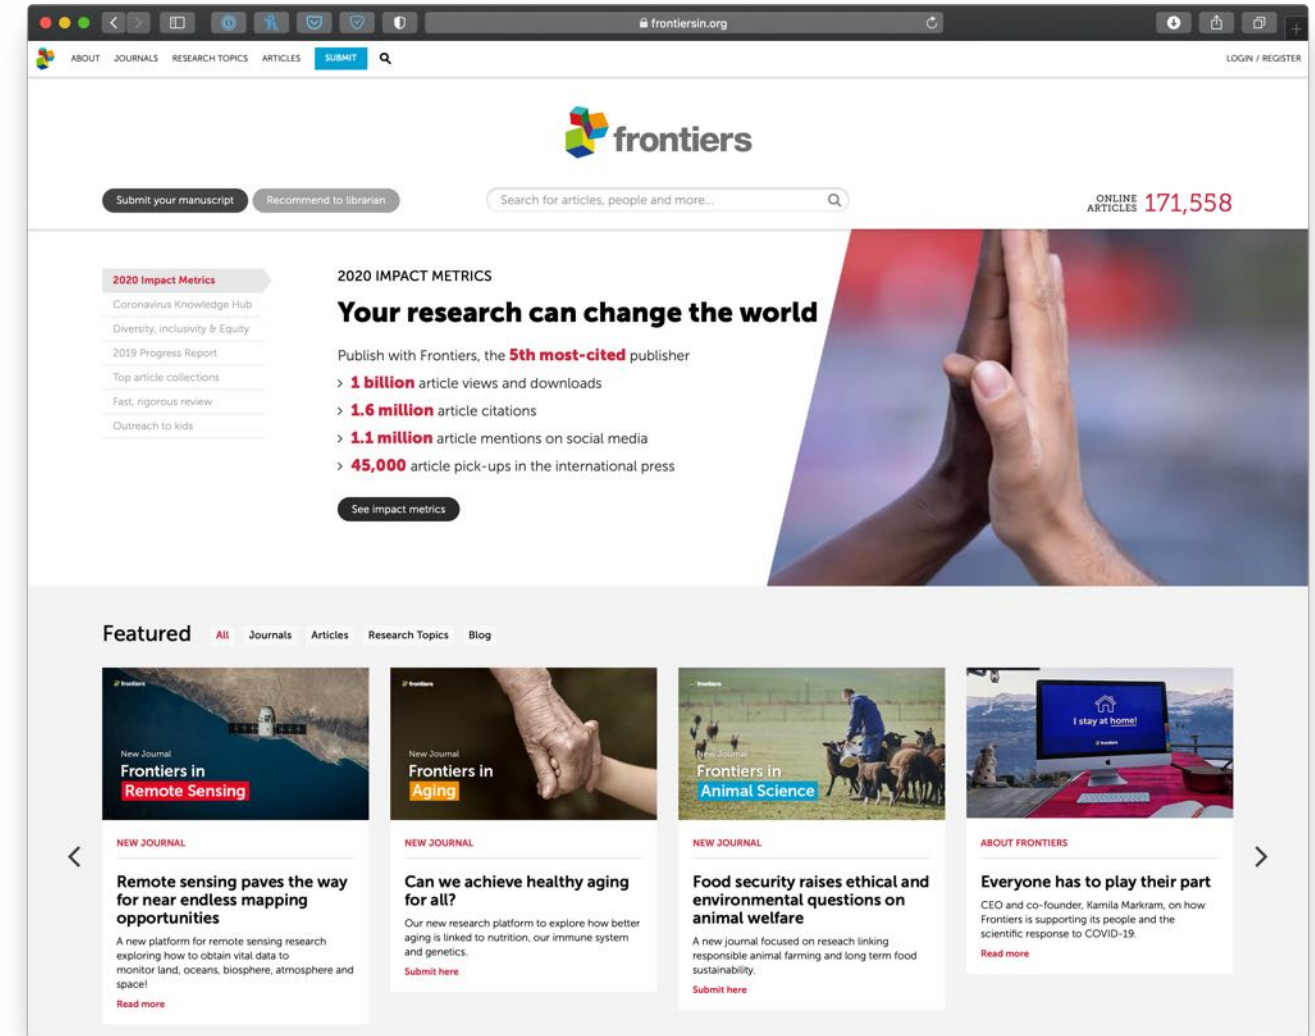 frontiersin.org
ABOUT JOURNALS RESEARCH TOPICS ARTICLES SUBMIT
LOGIN / REGISTER
frontiers
Submit your manuscript
Recommend to librarian
Search for articles, people and more...
ONLINE
ARTICLES 171,558
2020 Impact Metrics
Coronavirus Knowledge Hub
Diversity, inclusivity & Equity
2019 Progress Report
Top article collections
Fast, rigorous review
Outreach to kids
2020 IMPACT METRICS
Your research can change the world
Publish with Frontiers, the 5th most-cited publisher
> 1 billion article views and downloads
> 1.6 million article citations
> 1.1 million article mentions on social media
> 45,000 article pick-ups in the international press
See impact metrics
Featured All Journals Articles Research Topics Blog
frontiers
New Journal
Frontiers in
Remote Sensing
NEW JOURNAL
Remote sensing paves the way
for near endless mapping
opportunities
A new platform for remote sensing research
exploring how to obtain vital data to
monitor land, oceans, biosphere, atmosphere and
space!
Read more
frontiers
New Journal
Frontiers in
Aging
NEW JOURNAL
Can we achieve healthy aging
for all?
Our new research platform to explore how better
aging is linked to nutrition, our immune system
and genetics.
Submit here
frontiers
New Journal
Frontiers in
Animal Science
NEW JOURNAL
Food security raises ethical and
environmental questions on
animal welfare
A new journal focused on reseach linking
responsible animal farming and long term food
sustainability.
Submit here
I stay at home!
frontiers
ABOUT FRONTIERS
Everyone has to play their part
CEO and co-founder, Kamila Markram, on how
Frontiers is supporting its people and the
scientific response to COVID-19.
Read more